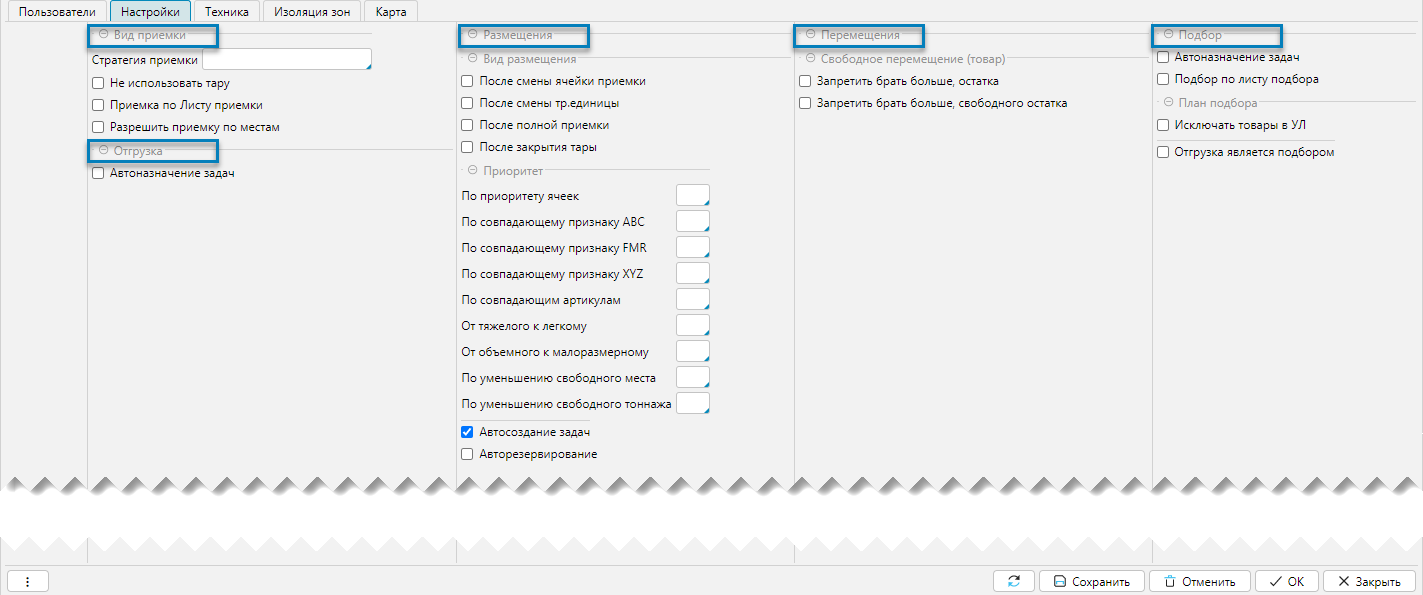 Пользователи
Настройки
Техника
Изоляция зон
Карта
Вид приемки
Стратегия приемки
Не использовать тару
Приемка по Листу приемки
Разрешить приемку по местам
Отгрузка
Автоназначение задач
Размещения
Вид размещения
После смены ячейки приемки
После смены тр.единицы
После полной приемки
После закрытия тары
Приоритет
По приоритету ячеек
По совпадающему признаку ABC
По совпадающему признаку FMR
По совпадающему признаку XYZ
По совпадающим артикулам
От тяжелого к легкому
От объемного к малоразмерному
По уменьшению свободного места
По уменьшению свободного тоннажа
Автосоздание задач
Авторезервирование
Перемещения
Свободное перемещение (товар)
Запретить брать больше, остатка
Запретить брать больше, свободного остатка
Подбор
Автоназначение задач
Подбор по листу подбора
План подбора
Исключать товары в УЛ
Отгрузка является подбором
Сохранить
Отменить
OK
Закрыть